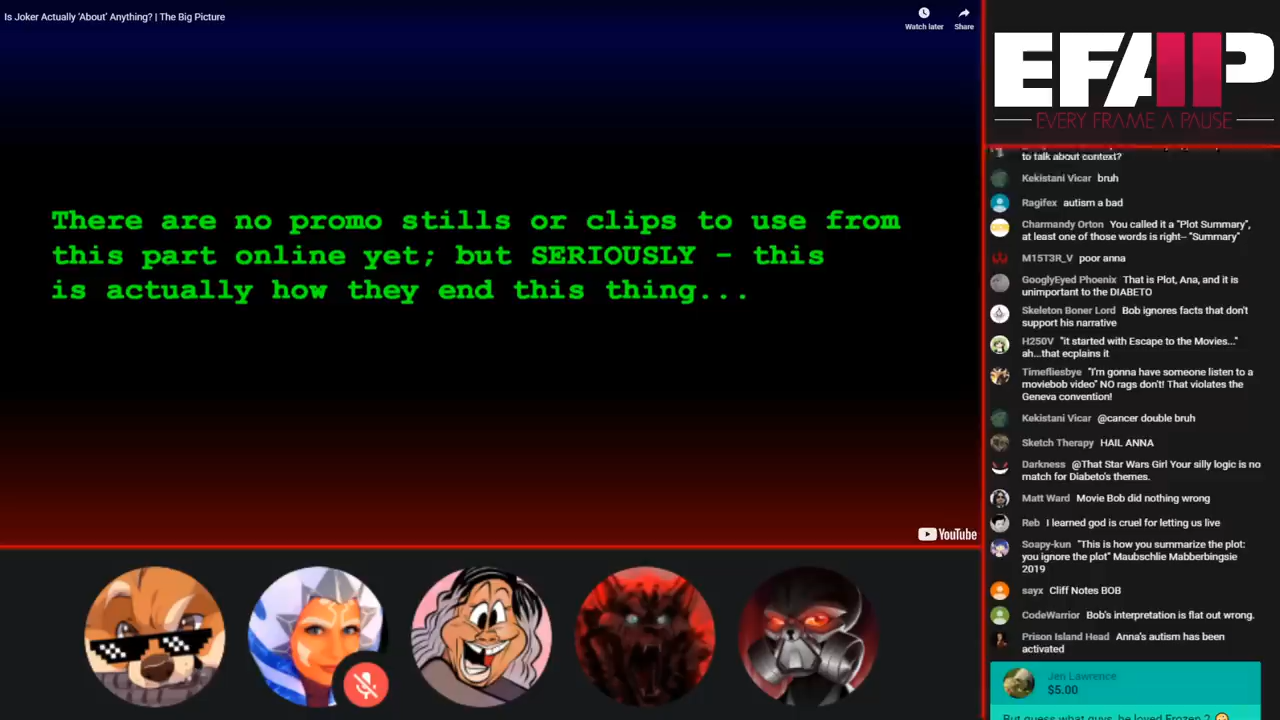 Is Joker Actually 'About' Anything? | The Big Picture
Watch later
Share
There are no promo stills or clips to use from
this part online yet; but SERIOUSLY - this
is actually how they end this thing...
YouTube
EFAP
EVERY FRAME A PAUSE
to talk about context?
Kekistani Vicar bruh
Ragifex autism a bad
Charmandy Orton You called it a "Plot Summary",
at least one of those words is right-- "Summary"
M15T3R_V poor anna
GooglyEyed Phoenix That is Plot, Ana, and it is
unimportant to the DIABETO
Skeleton Boner Lord Bob ignores facts that don't
support his narrative
H250V "it started with Escape to the Movies..."
ah...that ecplains it
Timefliesbye "I'm gonna have someone listen to a
moviebob video" NO rags don't! That violates the
Geneva convention!
Kekistani Vicar @cancer double bruh
Sketch Therapy HAIL ANNA
Darkness @That Star Wars Girl Your silly logic is no
match for Diabeto's themes.
Matt Ward Movie Bob did nothing wrong
Reb I learned god is cruel for letting us live
Soapy-kun "This is how you summarize the plot:
you ignore the plot" Maubschlie Mabberbingsie
2019
sayx Cliff Notes BOB
CodeWarrior Bob's interpretation is flat out wrong.
Prison Island Head Anna's autism has been
activated
Jen Lawrence
$5.00
But guess what guys, he loved Frozen 2